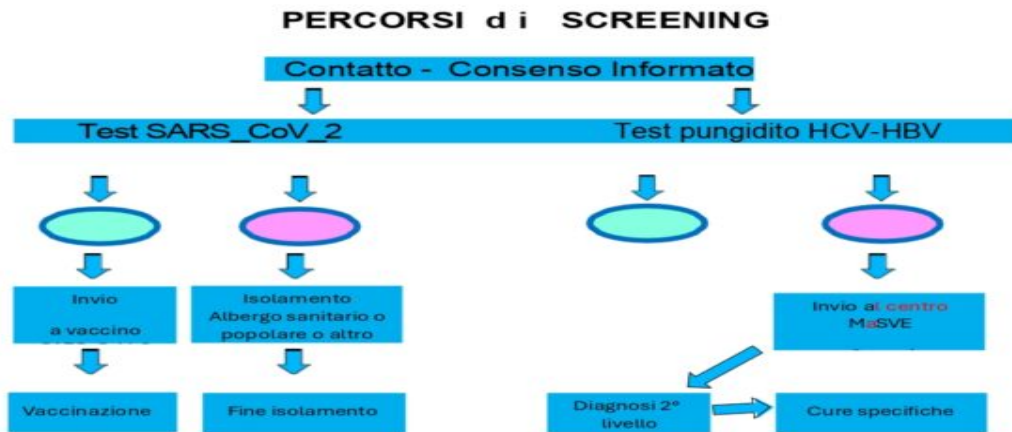 PERCORSI d i SCREENING
Contatto - Consenso Informato
Test SARS_CoV_2
Test pungidito HCV-HBV
Invio
a vaccino
Isolamento
Albergo sanitario o
popolare o altro
Invio al centro
MaSVE
Vaccinazione
Fine isolamento
Diagnosi 2°
livello
Cure specifiche